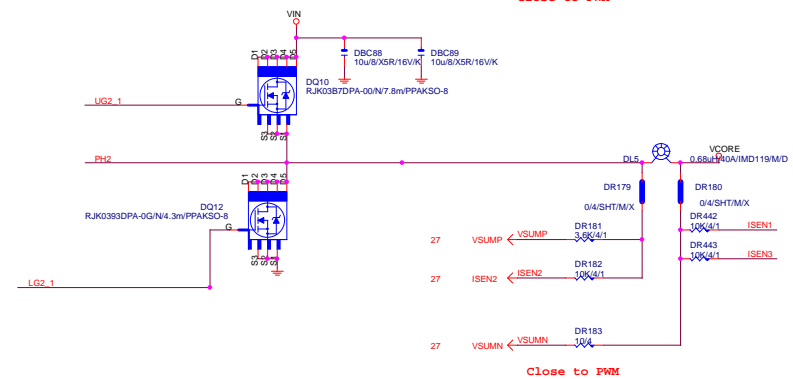 Close to PWM
VIN
DBC88
10u/8/X5R/16V/K
DBC89
10u/8/X5R/16V/K
D1
D2
D3
D4
D5
DQ10
RJK03B7DPA-00/N/7.8m/PPAKSO-8
UG2_1
G
S3
S2
S1
PH2
DL5
VCORE
0.68uH/40A/IMD119/M/D
D1
D2
D3
D4
D5
DR179
0/4/SHT/M/X
DR180
0/4/SHT/M/X
DQ12
RJK0393DPA-0G/N/4.3m/PPAKSO-8
G
S3
S2
S1
DR442
10K/4/1
ISEN1
27 VSUMP
VSUMP
DR181
3.6K/4/1
DR443
10K/4/1
ISEN3
27 ISEN2
ISEN2
DR182
10K/4/1
LG2_1
27 VSUMN
VSUMN
DR183
10/4
Close to PWM